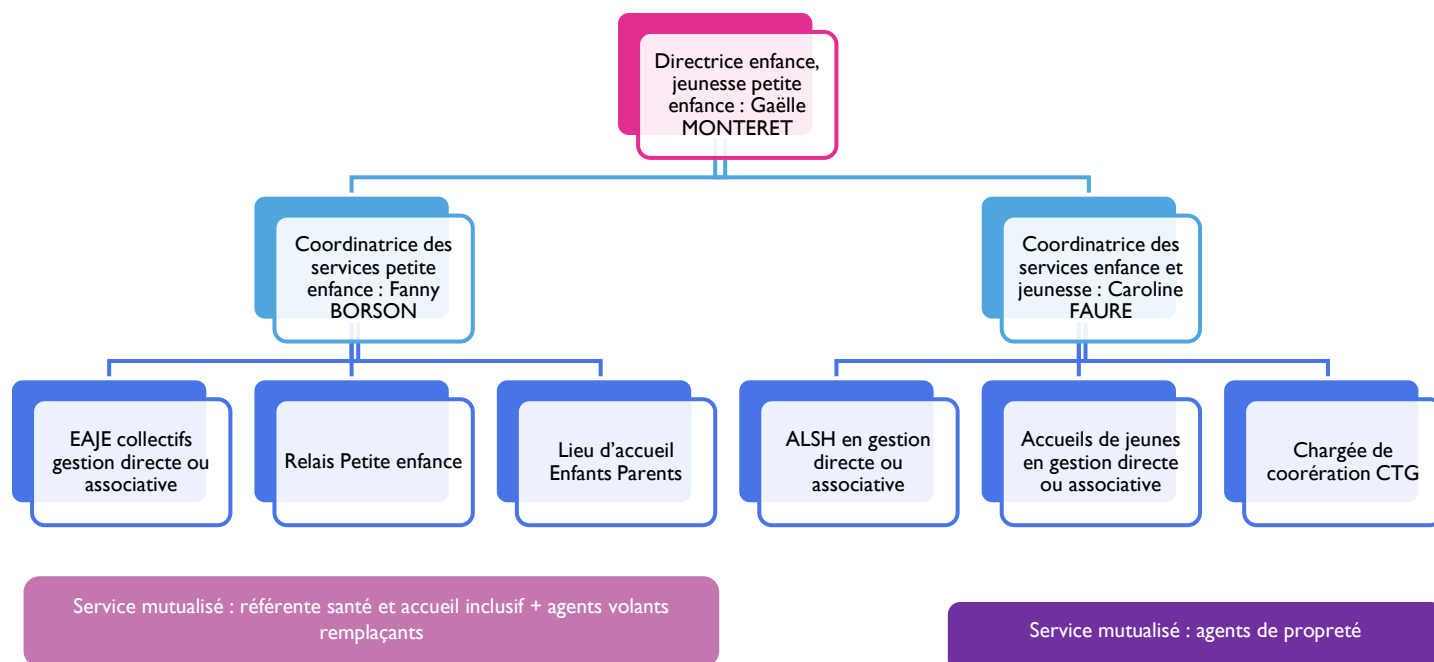 Directrice enfance,
jeunesse petite
enfance : Gaëlle
MONTERET
Coordinatrice des
services petite
enfance : Fanny
BORSON
Coordinatrice des
services enfance et
jeunesse : Caroline
FAURE
EAJE collectifs
gestion directe ou
associative
Relais Petite enfance
Lieu d’accueil
Enfants Parents
ALSH en gestion
directe ou
associative
Accueils de jeunes
en gestion directe
ou associative
Chargée de
coorération CTG
Service mutualisé : référente santé et accueil inclusif + agents volants
remplaçants
Service mutualisé : agents de propreté